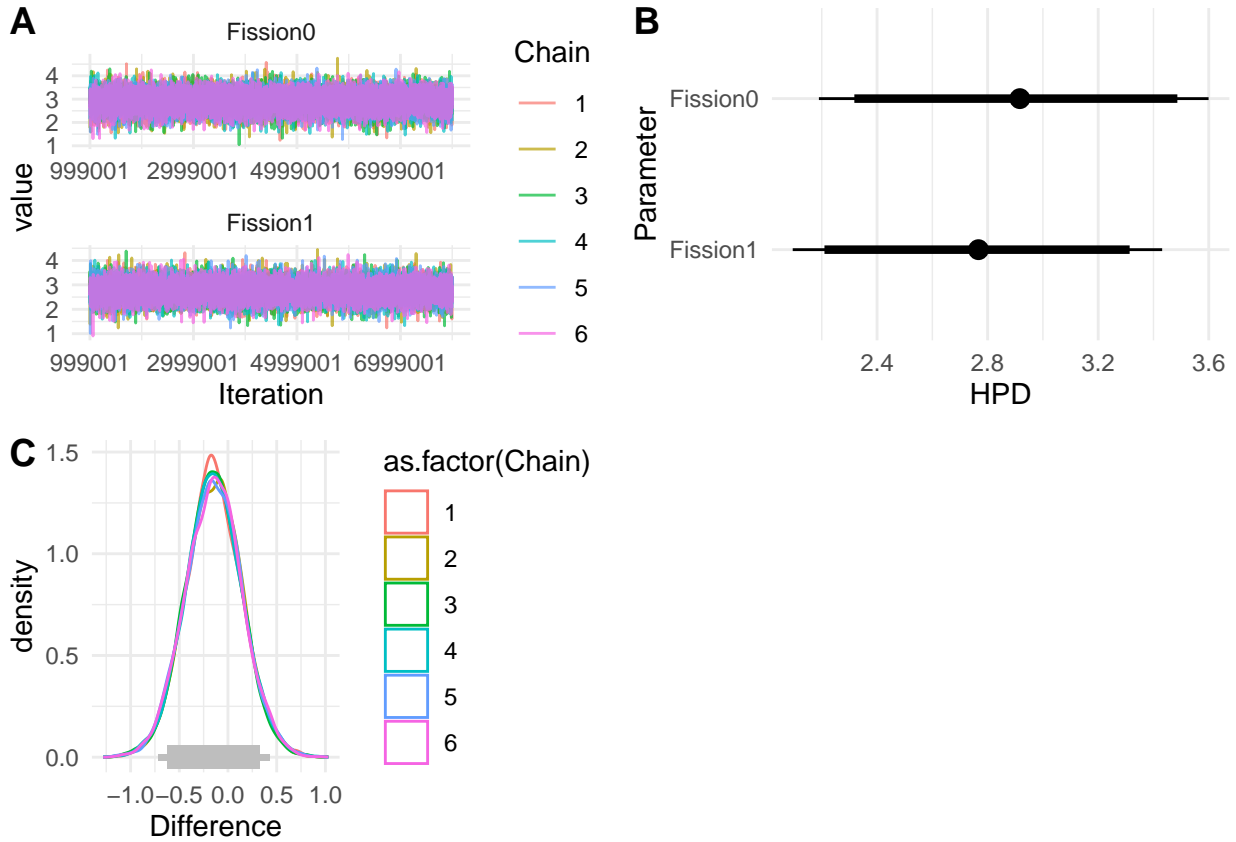 A
Fission0
4
3
2
1
999001 2999001 4999001 6999001
value
Fission1
4
3
2
1
999001 2999001 4999001 6999001
Iteration
Chain
1
2
3
4
5
6
B
Parameter
Fission0
Fission1
2.4 2.8 3.2 3.6
HPD
C
density
1.5
1.0
0.5
0.0
−1.0 −0.5 0.0 0.5 1.0
Difference
as.factor(Chain)
1
2
3
4
5
6